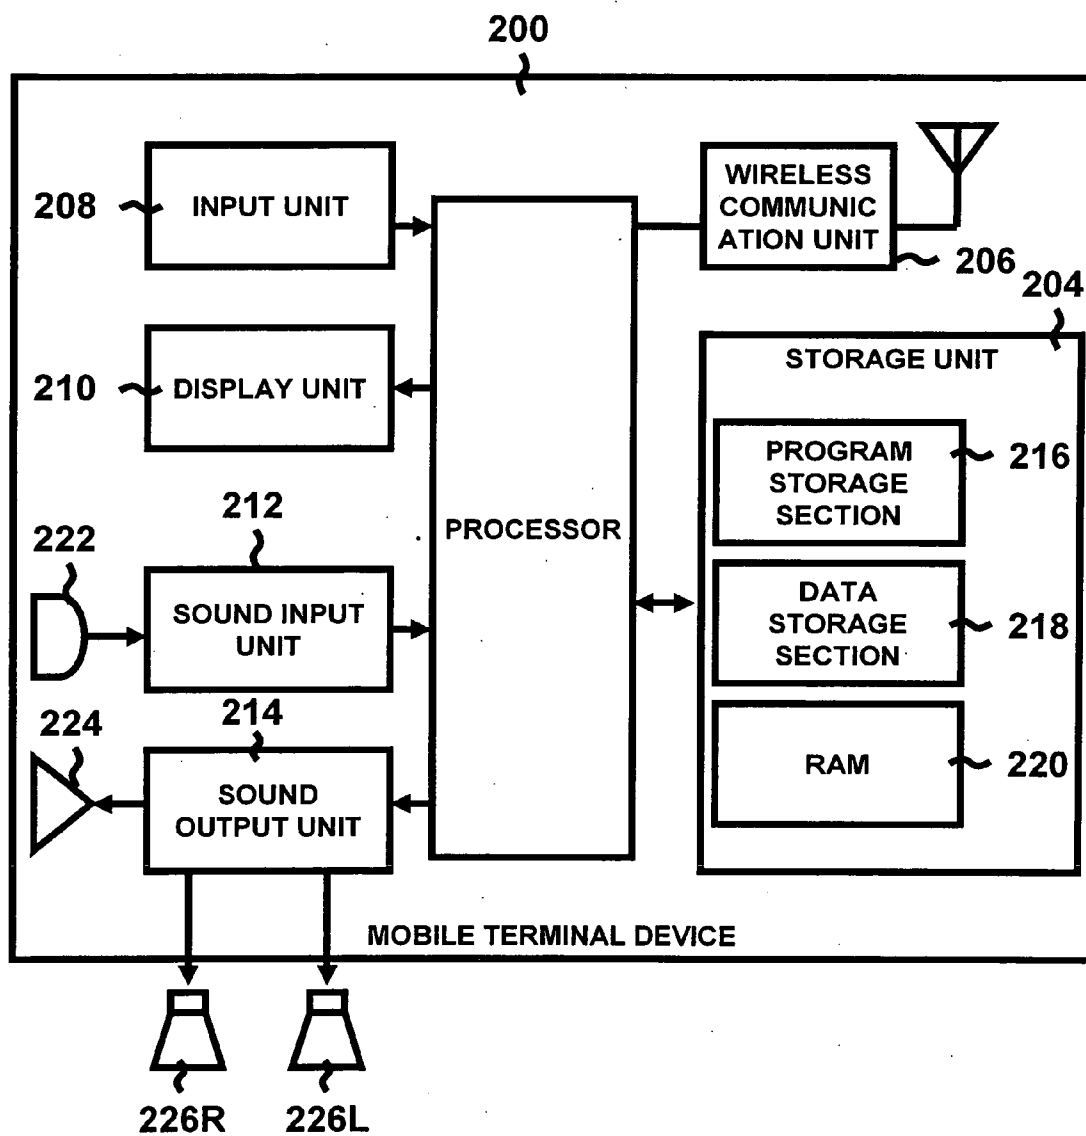 200
208
INPUT UNIT
WIRELESS
COMMUNIC
ATION UNIT
206
204
210
DISPLAY UNIT
STORAGE UNIT
PROGRAM
STORAGE
SECTION
216
212
222
PROCESSOR
SOUND INPUT
UNIT
DATA
STORAGE
SECTION
218
214
224
SOUND
OUTPUT UNIT
RAM
220
MOBILE TERMINAL DEVICE
226R
226L